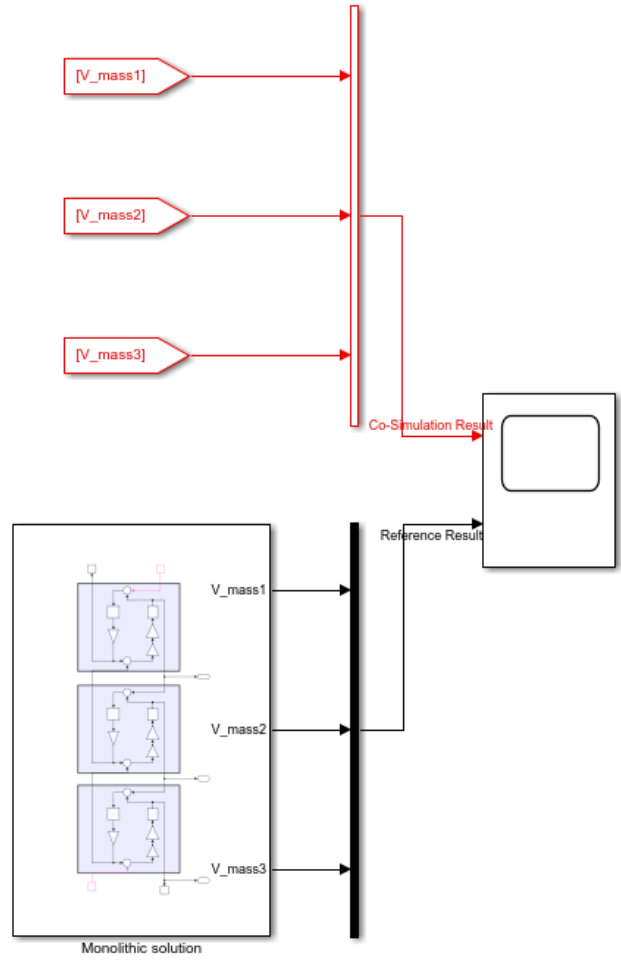 [V_mass1]
[V_mass2]
[V_mass3]
Co-Simulation Result
Reference Result
V_mass1
V_mass2
V_mass3
Monolithic solution